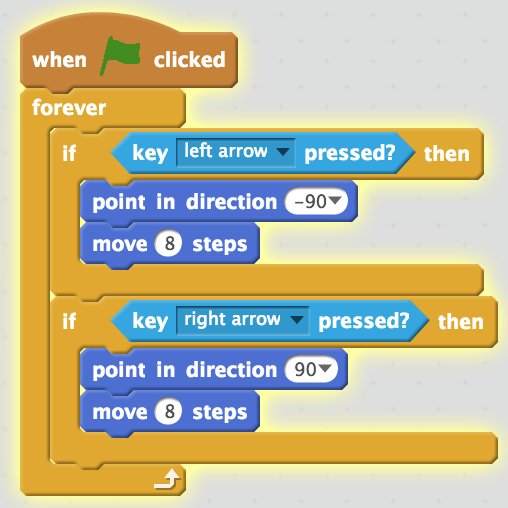 when clicked
forever
if key left arrow pressed? then
point in direction -90
move 8 steps
if key right arrow pressed? then
point in direction 90
move 8 steps